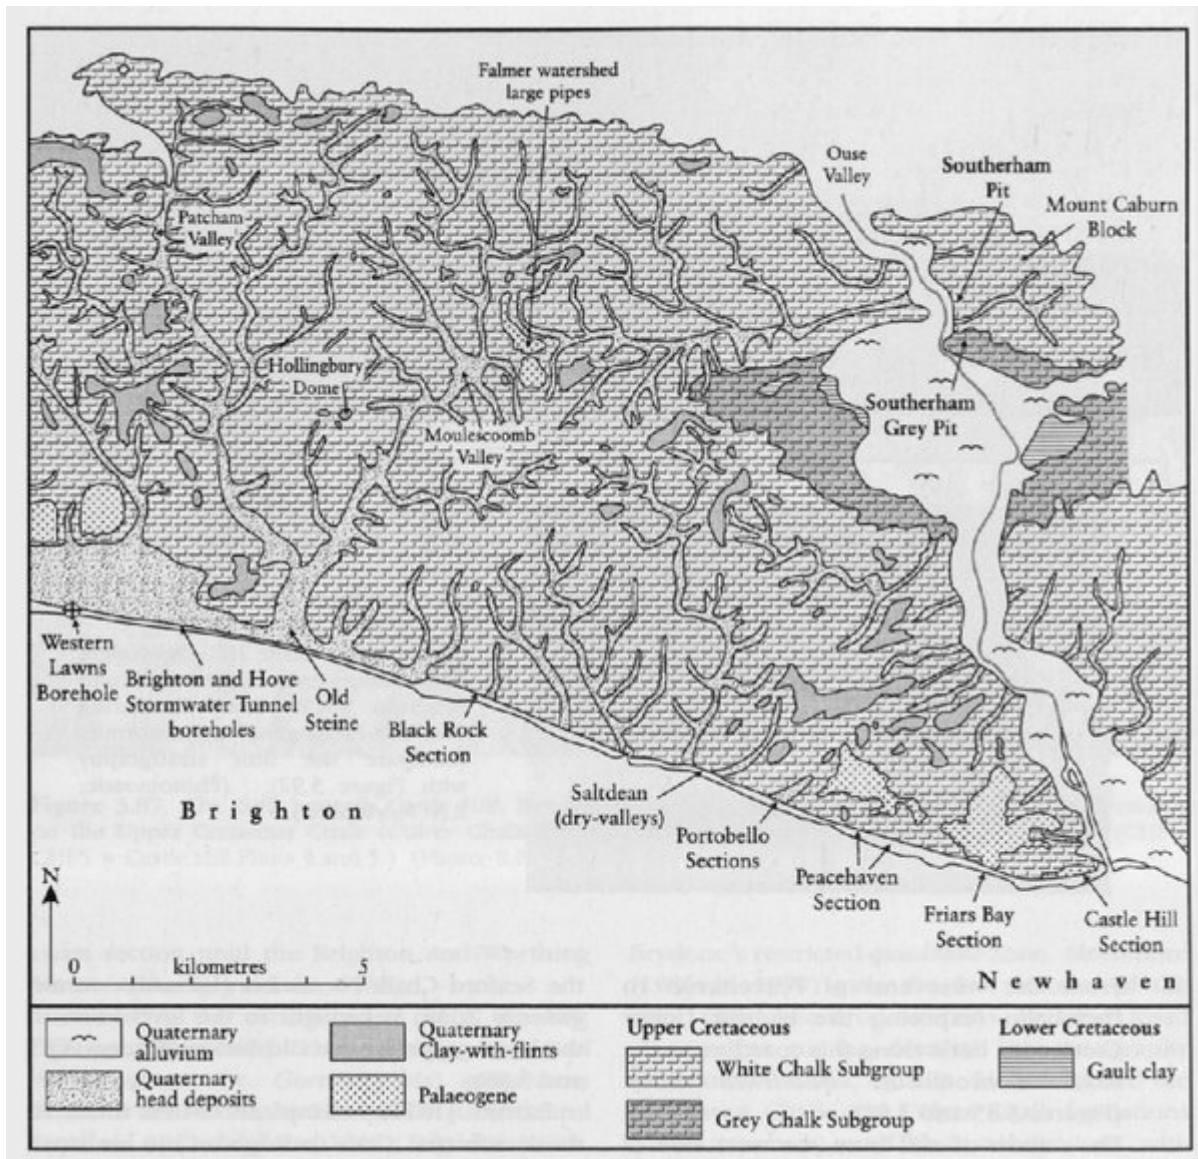 Falmer watershed
large pipes
Ouse
Valley
Southerham
Pit
Mount Caburn
Block
Patcham
Valley
Hollingbury
Dome
Southerham
Grey Pit
Moulescoomb
Valley
Western
Lawns
Borehole
Brighton and Hove
Stormwater Tunnel
boreholes
Old
Steine
Black Rock
Section
Saltdean
(dry-valleys)
Portobello
Sections
Peacehaven
Section
Friars Bay
Section
Castle Hill
Section
Brighton
Newhaven
N
0 kilometres 5
Quaternary
alluvium
Quaternary
head deposits
Quaternary
Clay-with-flints
Palaeogene
Upper Cretaceous
White Chalk Subgroup
Grey Chalk Subgroup
Lower Cretaceous
Gault clay